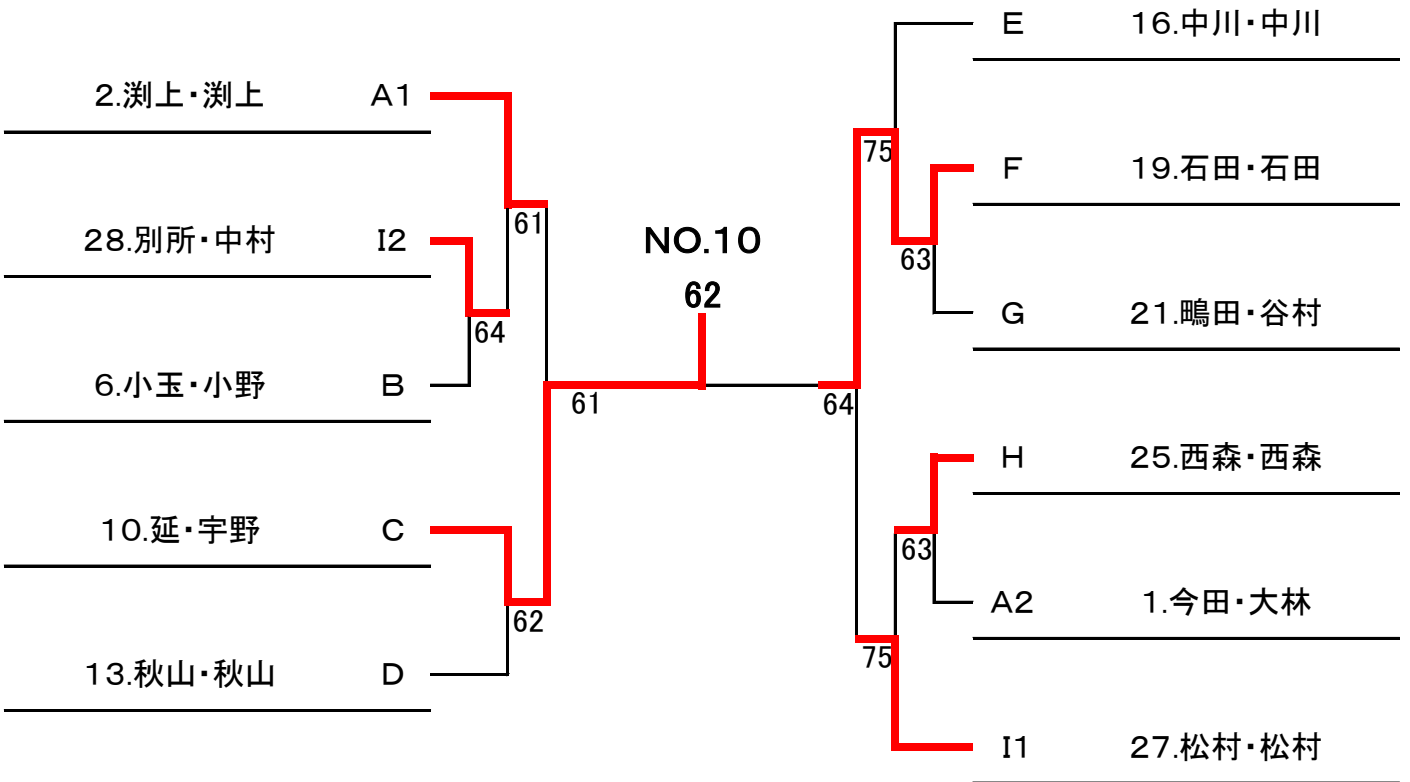 2.渕上・渕上 A1
28.別所・中村 I2
6.小玉・小野 B
10.延・宇野 C
13.秋山・秋山 D
61
64
62
61
NO.10
62
64
75
63
63
75
E 16.中川・中川
F 19.石田・石田
G 21.鴫田・谷村
H 25.西森・西森
A2 1.今田・大林
I1 27.松村・松村